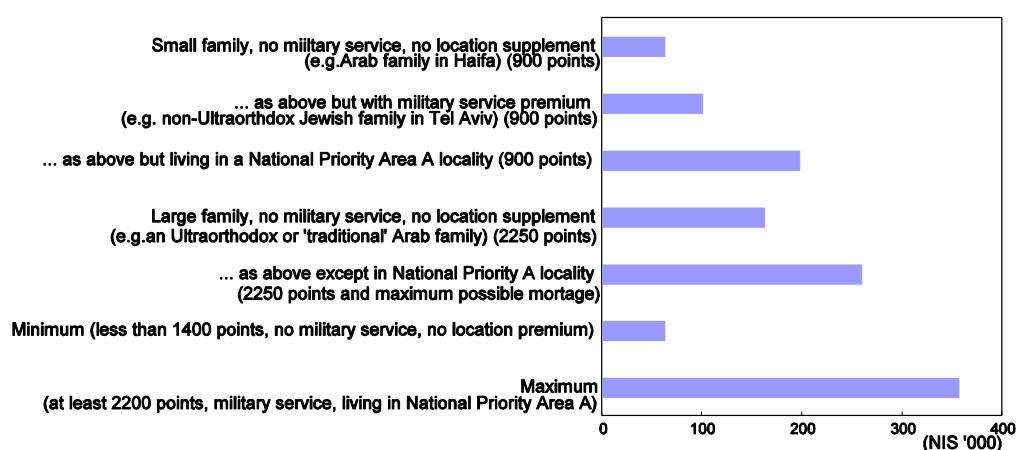 Small family, no miiltary service, no location supplement
(e.g.Arab family in Haifa) (900 points)
... as above but with military service premium
(e.g. non-Ultraorthdox Jewish family in Tel Aviv) (900 points)
... as above but living in a National Priority Area A locality (900 points)
Large family, no military service, no location supplement
(e.g.an Ultraorthodox or 'traditional' Arab family) (2250 points)
... as above except in National Priority A locality
(2250 points and maximum possible mortage)
Minimum (less than 1400 points, no military service, no location premium)
Maximum
(at least 2200 points, military service, living in National Priority Area A)
0 100 200 300 400
(NIS '000)